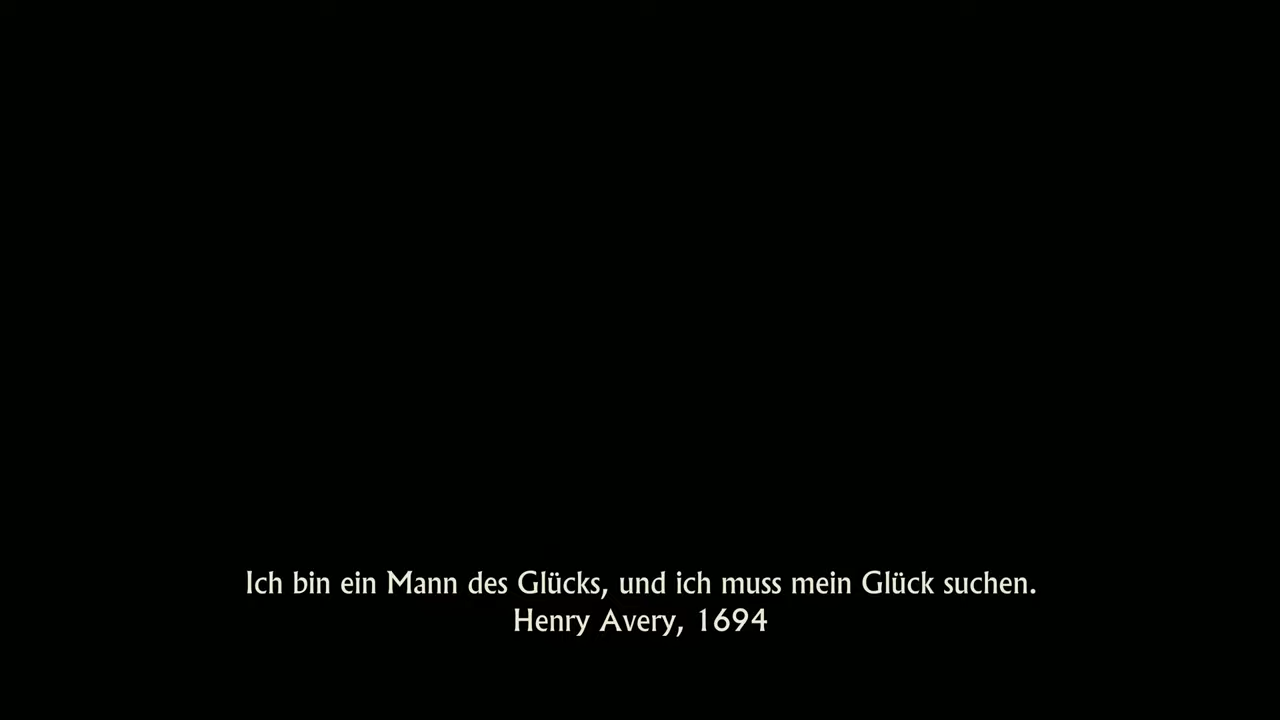 Ich bin ein Mann des Glücks, und ich muss mein Glück suchen.
Henry Avery, 1694